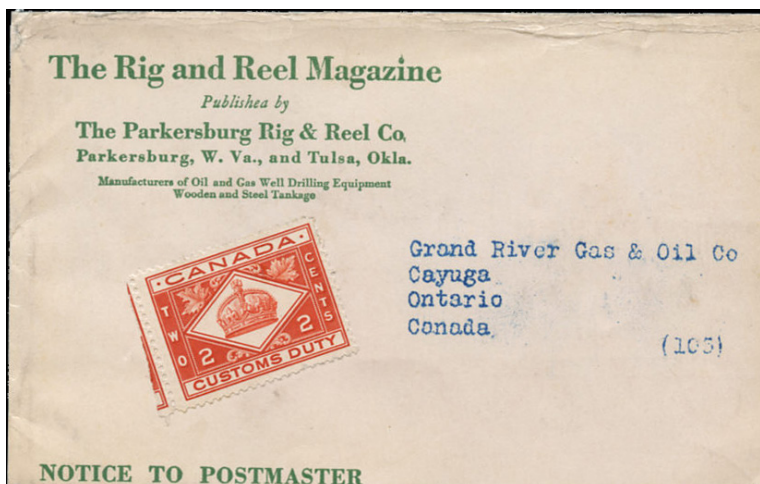 The Rig and Reel Magazine
Published by
The Parkersburg Rig & Reel Co.
Parkersburg, W. Va., and Tulsa, Okla.
Manufacturers of Oil and Gas Well Drilling Equipment
Wooden and Steel Tankage
· CANADA ·
TWO CENTS
2 2
CUSTOMS DUTY
Grand River Gas & Oil Co
Cayuga
Ontario
Canada
(105)
NOTICE TO POSTMASTER